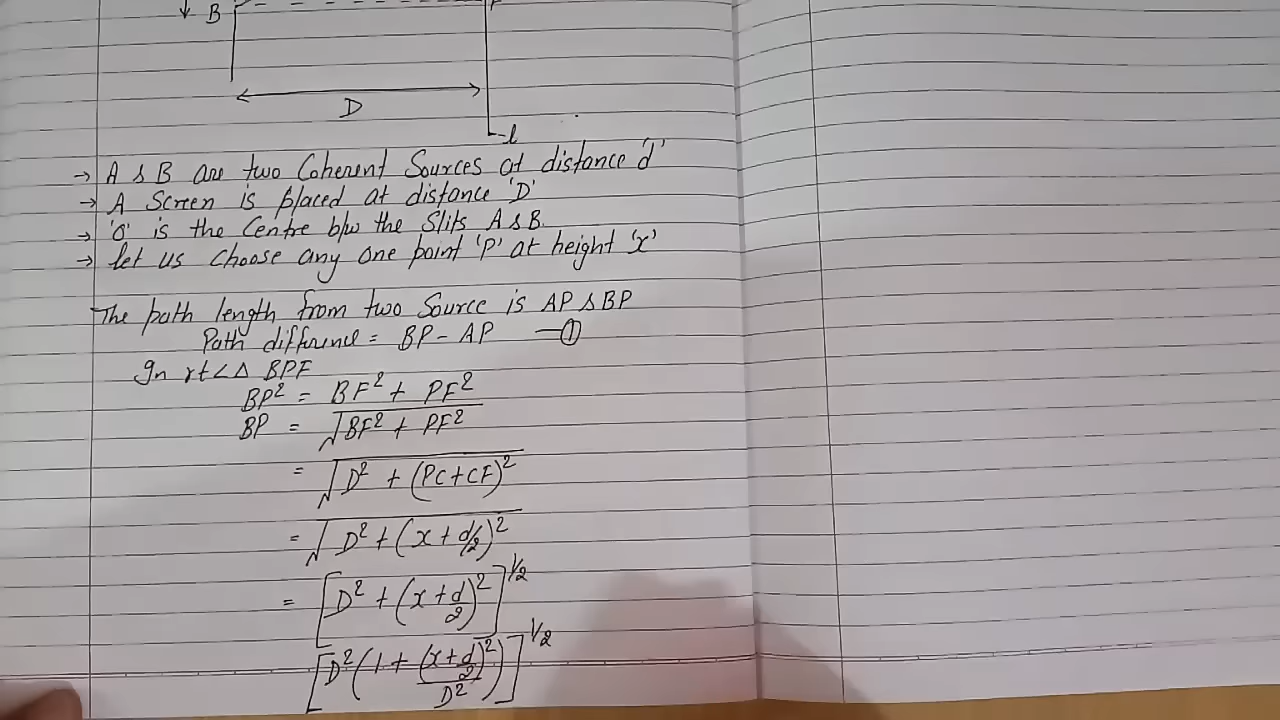 ↓ B
D
l
→ A & B are two Coherent Sources at distance 'd'
→ A Screen is placed at distance 'D'
→ 'O' is the Centre b/w the Slits A & B.
→ let us choose any one point 'P' at height 'x'
The path length from two Source is AP & BP
Path difference = BP - AP —①
In rt<∆ BPF
BP² = BF² + PF²
BP = √BF² + PF²
= √D² + (PC+CF)²
= √D² + (x + d/2)²
= [D² + (x + d/2)²]^1/2
[D²(1 + (x+d/2)²/D²)]^1/2